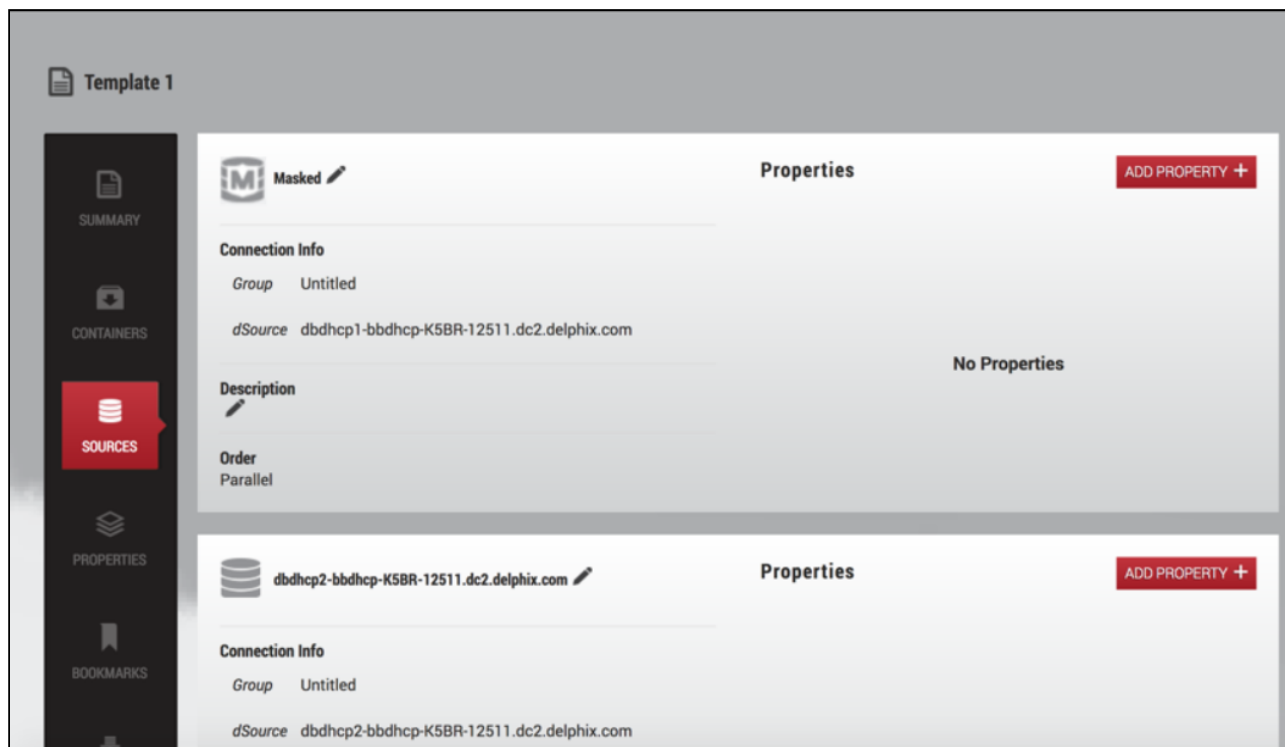 Template 1
SUMMARY
CONTAINERS
SOURCES
PROPERTIES
BOOKMARKS
M
Masked
Connection Info
Group Untitled
dSource dbdhcp1-bbdhcp-K5BR-12511.dc2.delphix.com
Description
Order
Parallel
Properties
ADD PROPERTY +
No Properties
dbdhcp2-bbdhcp-K5BR-12511.dc2.delphix.com
Connection Info
Group Untitled
dSource dbdhcp2-bbdhcp-K5BR-12511.dc2.delphix.com
Properties
ADD PROPERTY +